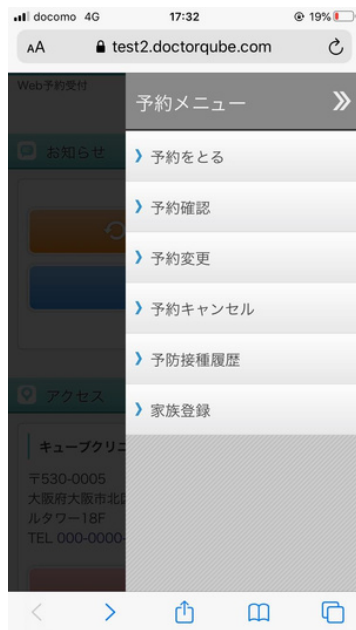 docomo 4G 17:32 19%
AA test2.doctorqube.com
Web予約受付
予約メニュー
お知らせ
予約をとる
予約確認
予約変更
予約キャンセル
予防接種履歴
アクセス
家族登録
キューブクリニ
〒530-0005
大阪府大阪市北区
ルタワー18F
TEL 000-0000-